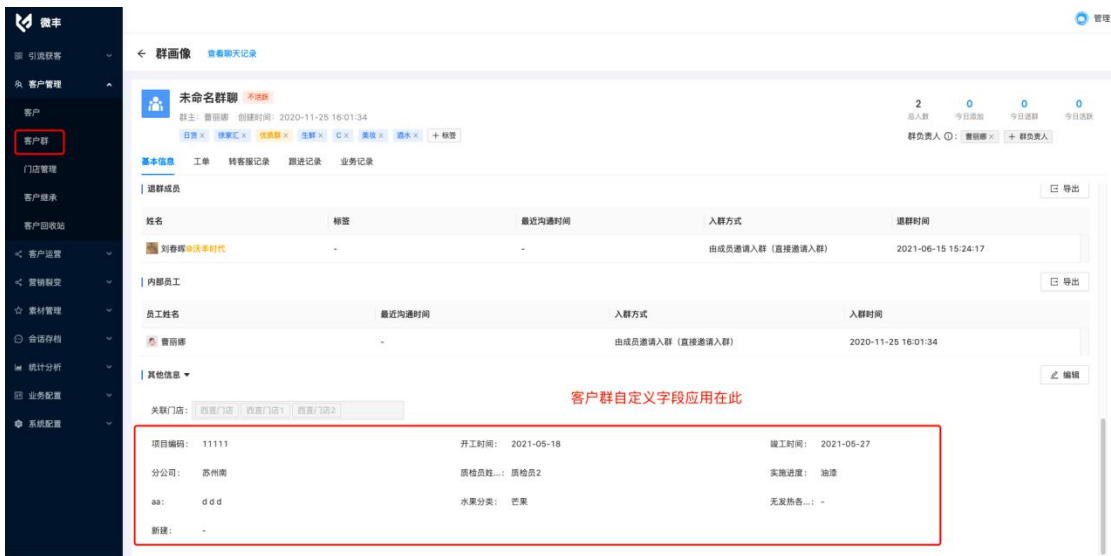 微丰
管理
引流获客
← 群画像 查看聊天记录
客户管理
未命名群聊 不活跃
群主: 曹丽娜 创建时间: 2020-11-25 16:01:34
2 0 0 0
总人数 今日添加 今日退群 今日活跃
客户
日货 × 徐家汇 × 优质群 × 生鲜 × C × 美妆 × 酒水 × + 标签
群负责人: 曹丽娜 × + 群负责人
客户群
基本信息 工单 转客服记录 跟进记录 业务记录
门店管理
退群成员 导出
客户继承
姓名 标签 最近沟通时间 入群方式 退群时间
客户回收站
刘春晖@沃丰时代 - - 由成员邀请入群(直接邀请入群) 2021-06-15 15:24:17
客户运营
营销裂变
内部员工 导出
素材管理
员工姓名 最近沟通时间 入群方式 入群时间
会话存档
曹丽娜 - 由成员邀请入群(直接邀请入群) 2020-11-25 16:01:34
统计分析
其他信息 编辑
业务配置
客户群自定义字段应用在此
关联门店: 西直门店 西直门店1 西直门店2
系统配置
项目编码: 11111 开工时间: 2021-05-18 竣工时间: 2021-05-27
分公司: 苏州南 质检员姓...: 质检员2 实施进度: 油漆
aa: d d d 水果分类: 芒果 无发热各...: -
新建: -